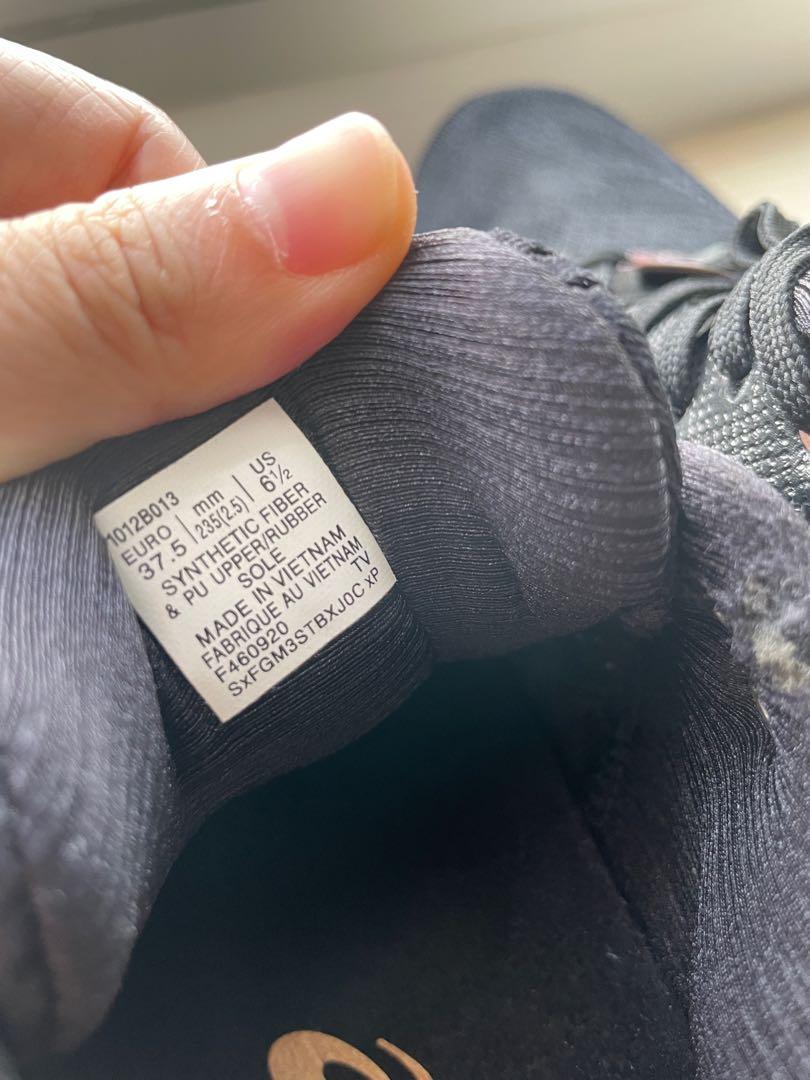 1012B013
EURO | mm | US
37.5 | 235(2.5) | 6½
SYNTHETIC FIBER
& PU UPPER/RUBBER
SOLE
MADE IN VIETNAM
FABRIQUE AU VIETNAM
F460920 TV
SxFGM3STBXJ0C xP